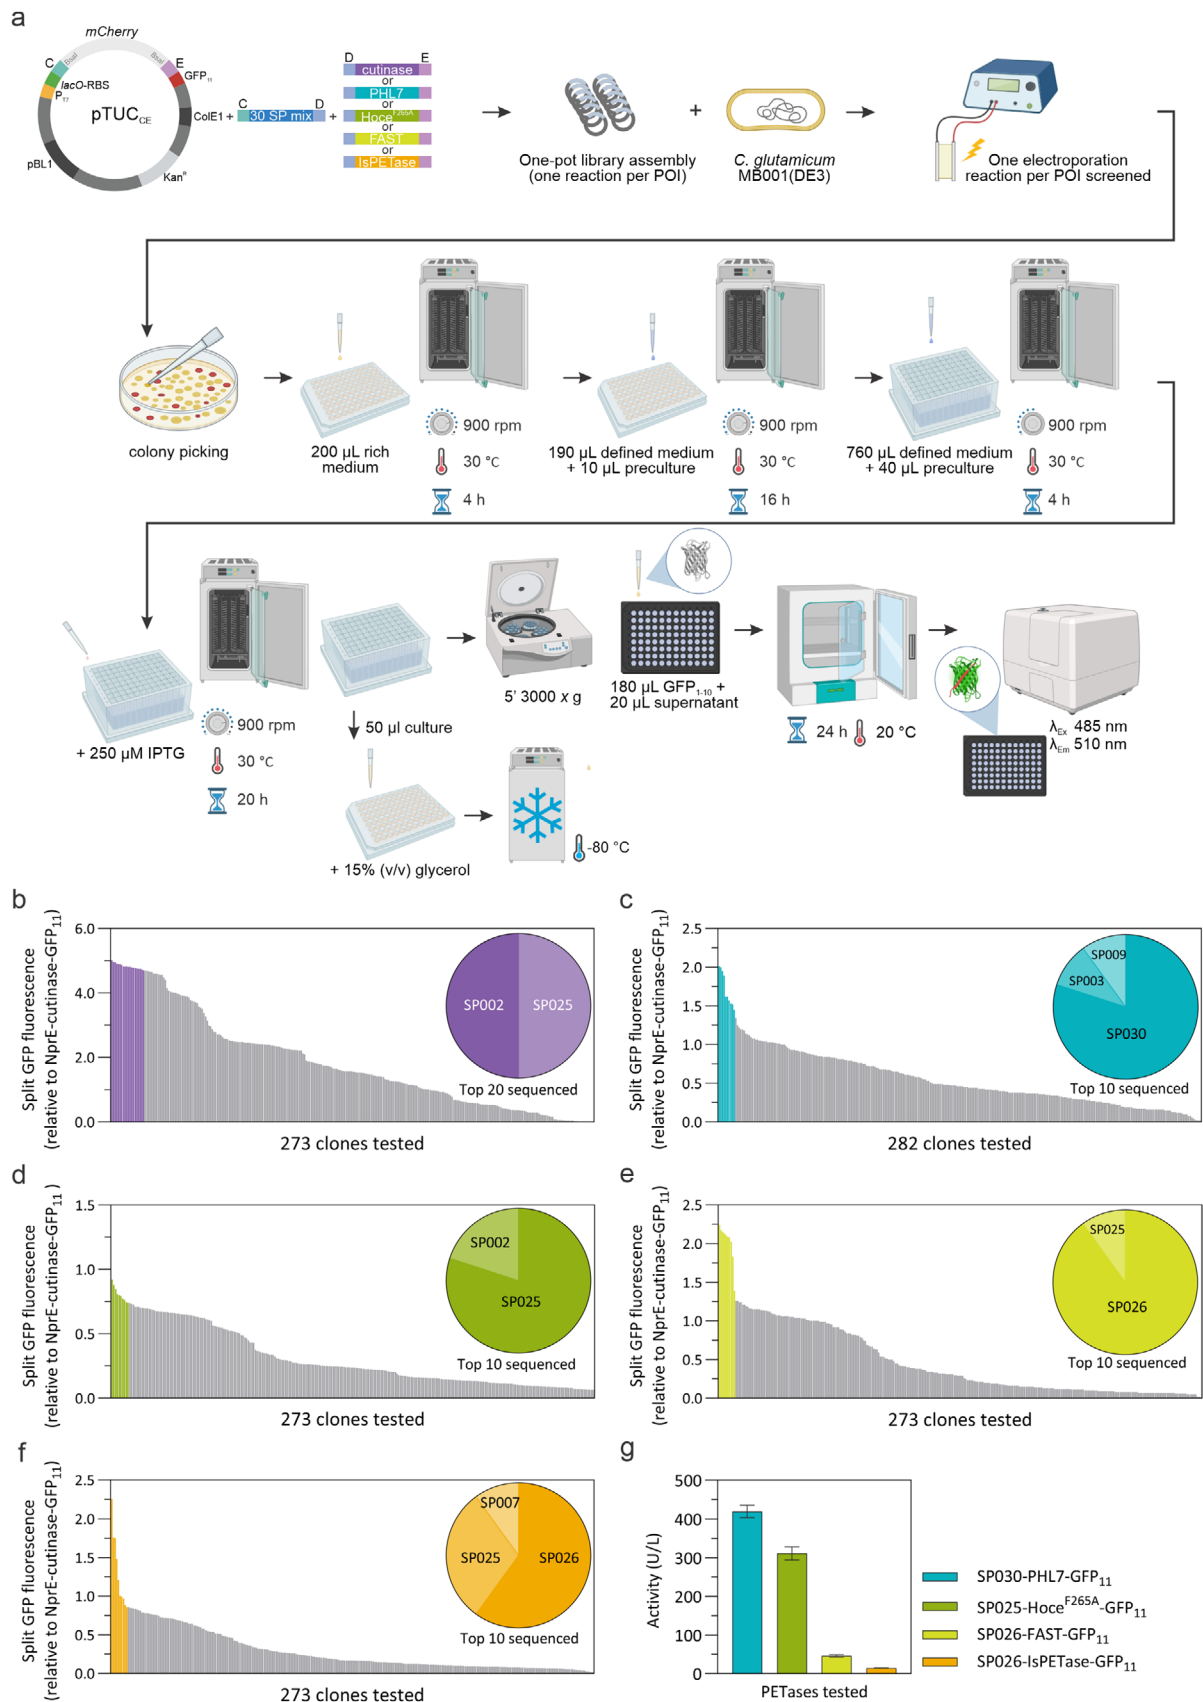 a
mCherry
BsaI
BsaI
C
E
GFP₁₁
lacO-RBS
P_T7
pTUC_CE
ColE1
pBL1
Kanᴿ
+
C
D
30 SP mix
+
D
E
cutinase
or
PHL7
or
Hoce^F265A
or
FAST
or
IsPETase
One-pot library assembly
(one reaction per POI)
+
C. glutamicum
MB001(DE3)
One electroporation
reaction per POI screened
colony picking
200 µL rich
medium
900 rpm
30 °C
4 h
190 µL defined medium
+ 10 µL preculture
900 rpm
30 °C
16 h
760 µL defined medium
+ 40 µL preculture
900 rpm
30 °C
4 h
+ 250 µM IPTG
900 rpm
30 °C
20 h
50 µl culture
+ 15% (v/v) glycerol
-80 °C
5' 3000 x g
180 µL GFP₁₋₁₀ +
20 µL supernatant
24 h
20 °C
λ_Ex 485 nm
λ_Em 510 nm
b
Split GFP fluorescence
(relative to NprE-cutinase-GFP₁₁)
6.0
4.0
2.0
0.0
SP002
SP025
Top 20 sequenced
273 clones tested
c
Split GFP fluorescence
(relative to NprE-cutinase-GFP₁₁)
2.5
2.0
1.5
1.0
0.5
0.0
SP009
SP003
SP030
Top 10 sequenced
282 clones tested
d
Split GFP fluorescence
(relative to NprE-cutinase-GFP₁₁)
1.5
1.0
0.5
0.0
SP002
SP025
Top 10 sequenced
273 clones tested
e
Split GFP fluorescence
(relative to NprE-cutinase-GFP₁₁)
2.5
2.0
1.5
1.0
0.5
0.0
SP025
SP026
Top 10 sequenced
273 clones tested
f
Split GFP fluorescence
(relative to NprE-cutinase-GFP₁₁)
2.5
2.0
1.5
1.0
0.5
0.0
SP007
SP025
SP026
Top 10 sequenced
273 clones tested
g
Activity (U/L)
500
400
300
200
100
0
PETases tested
SP030-PHL7-GFP₁₁
SP025-Hoce^F265A-GFP₁₁
SP026-FAST-GFP₁₁
SP026-IsPETase-GFP₁₁